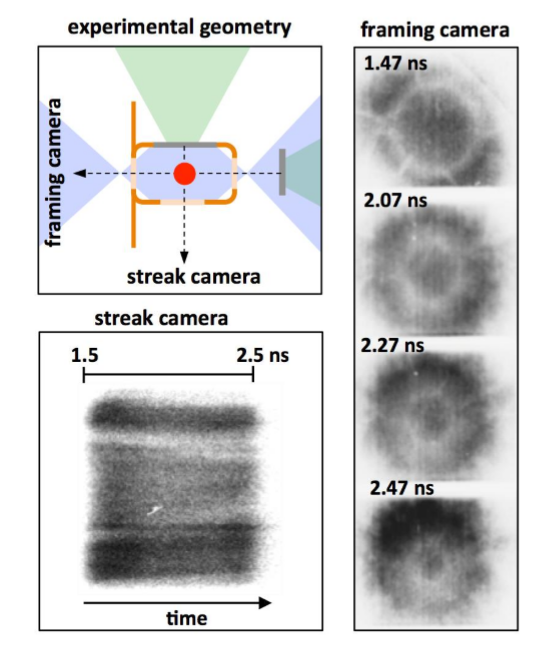 experimental geometry
framing camera
streak camera
streak camera
1.5
2.5 ns
time
framing camera
1.47 ns
2.07 ns
2.27 ns
2.47 ns